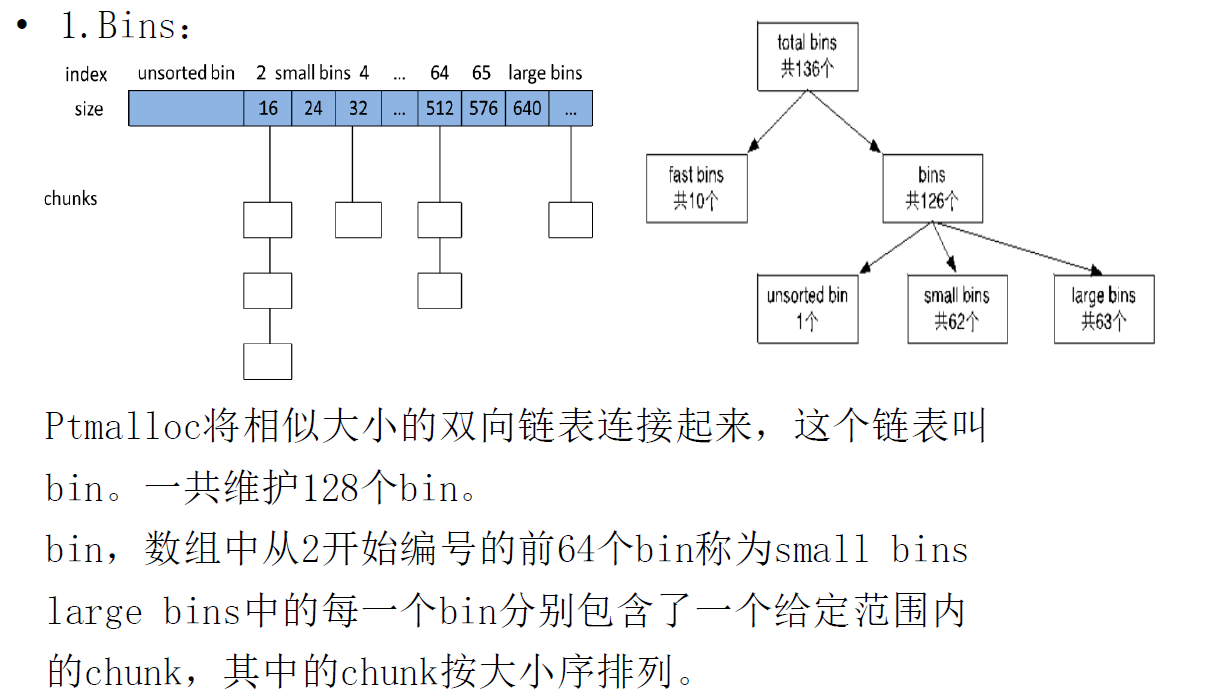 • 1.Bins：
index unsorted bin 2 small bins 4 ... 64 65 large bins
size 16 24 32 ... 512 576 640 ...
chunks
total bins
共136个
fast bins
共10个
bins
共126个
unsorted bin
1个
small bins
共62个
large bins
共63个
Ptmalloc将相似大小的双向链表连接起来，这个链表叫
bin。一共维护128个bin。
bin，数组中从2开始编号的前64个bin称为small bins
large bins中的每一个bin分别包含了一个给定范围内
的chunk，其中的chunk按大小序排列。